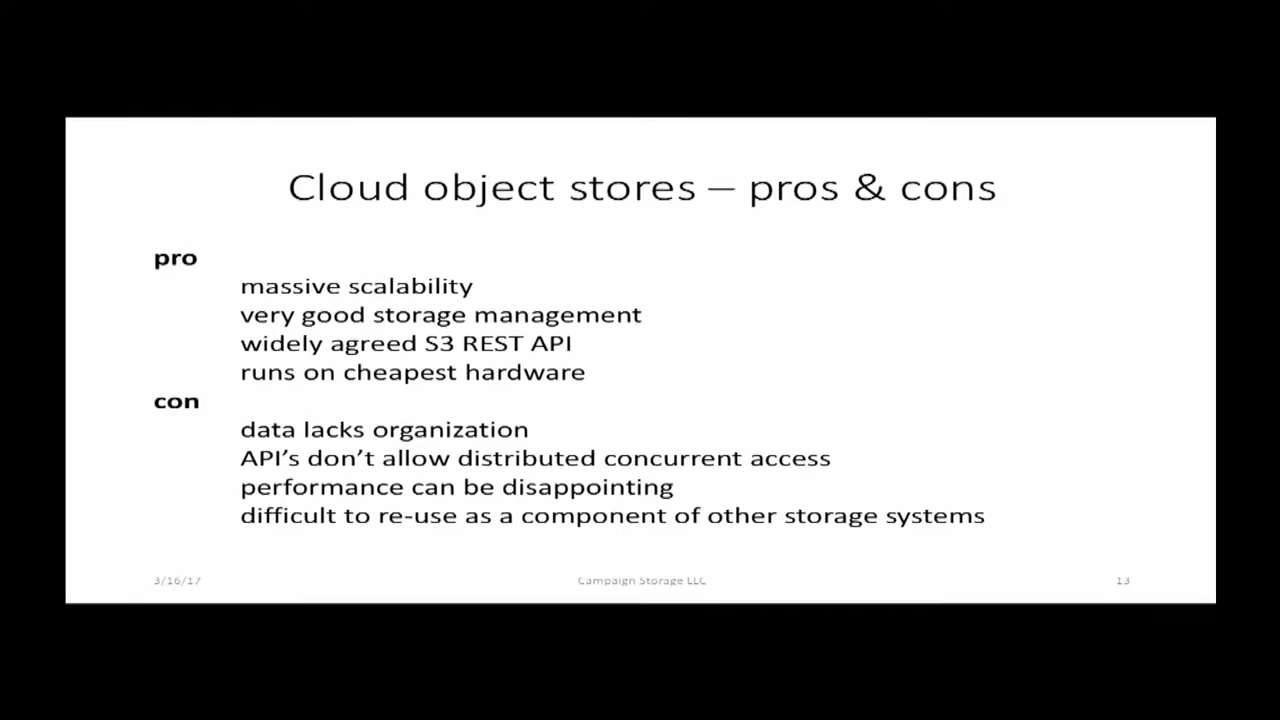 Cloud object stores – pros & cons
pro
massive scalability
very good storage management
widely agreed S3 REST API
runs on cheapest hardware
con
data lacks organization
API’s don’t allow distributed concurrent access
performance can be disappointing
difficult to re-use as a component of other storage systems
3/16/17 Campaign Storage LLC 13